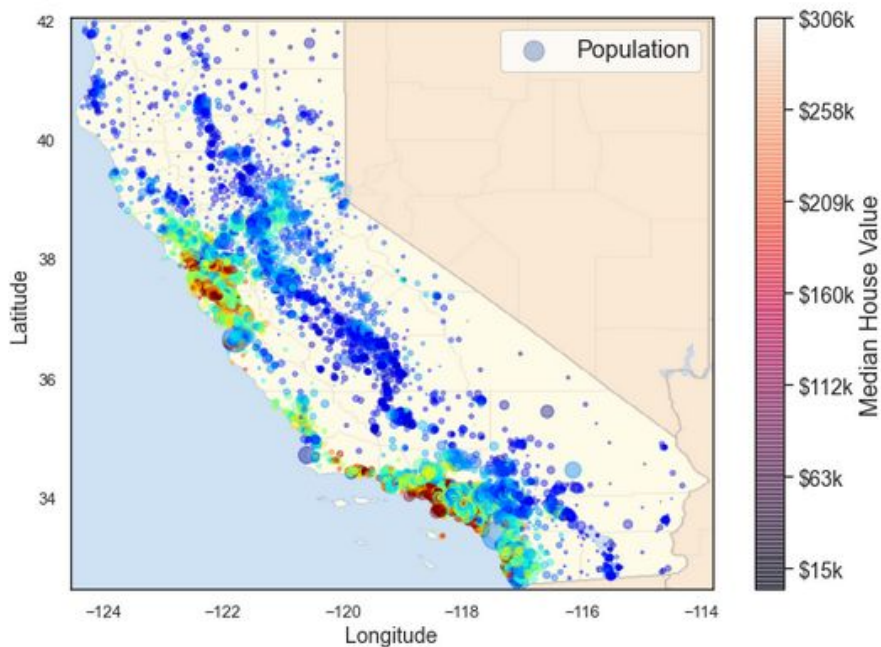 Population
42
40
38
36
34
Latitude
−124
−122
−120
−118
−116
−114
Longitude
$306k
$258k
$209k
$160k
$112k
$63k
$15k
Median House Value